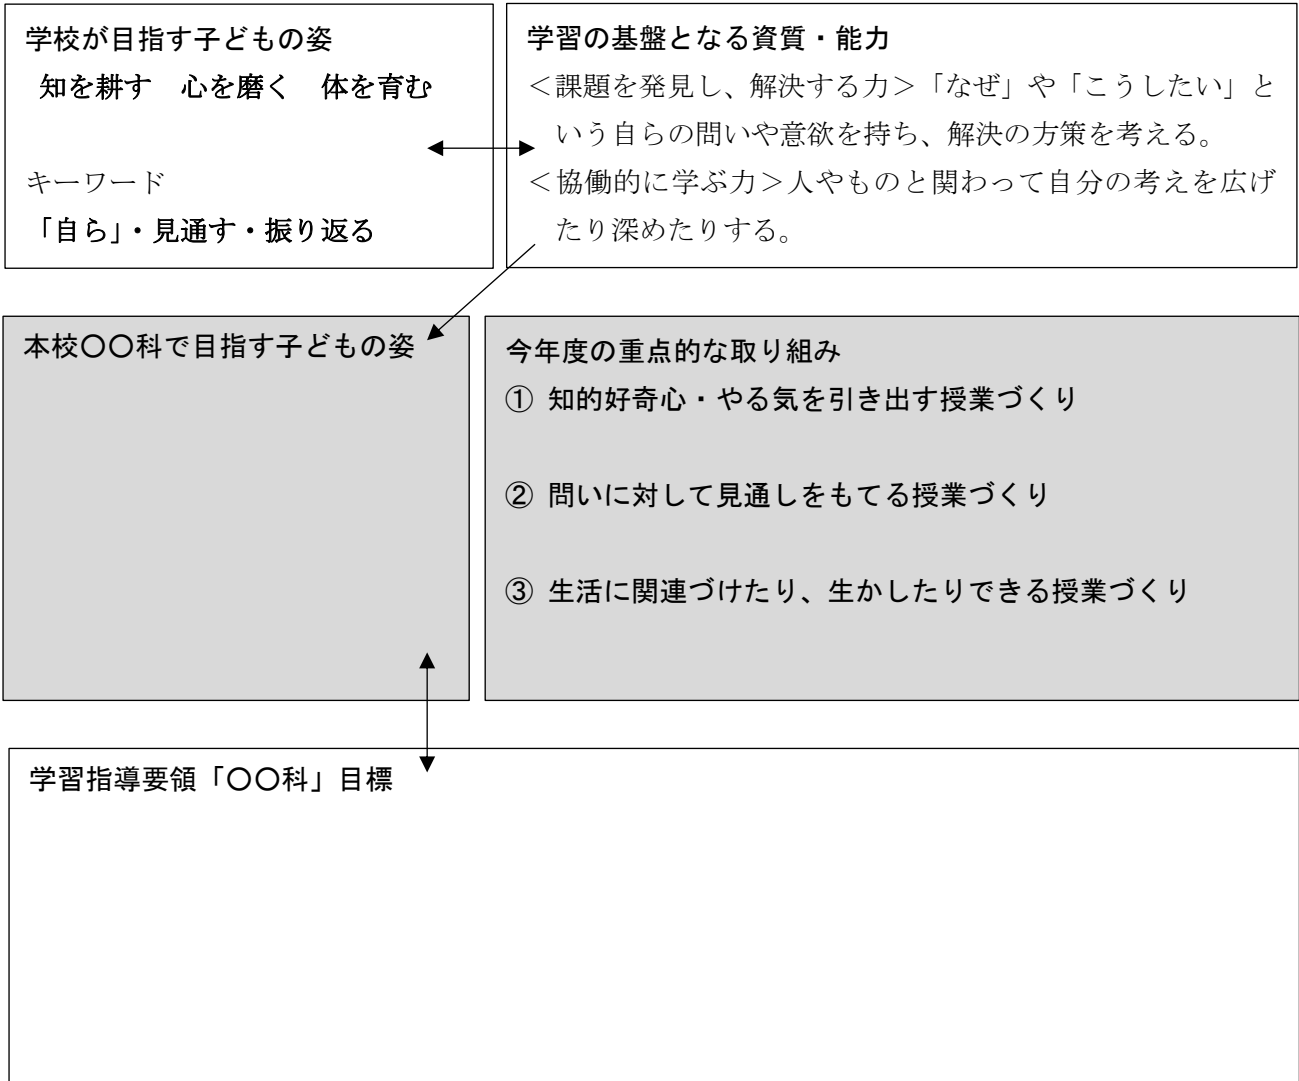 学校が目指す子どもの姿
知を耕す　心を磨く　体を育む
キーワード
「自ら」・見通す・振り返る
学習の基盤となる資質・能力
＜課題を発見し、解決する力＞「なぜ」や「こうしたい」と
いう自らの問いや意欲を持ち、解決の方策を考える。
＜協働的に学ぶ力＞人やものと関わって自分の考えを広げ
たり深めたりする。
本校〇〇科で目指す子どもの姿
今年度の重点的な取り組み
① 知的好奇心・やる気を引き出す授業づくり
② 問いに対して見通しをもてる授業づくり
③ 生活に関連づけたり、生かしたりできる授業づくり
学習指導要領「〇〇科」目標